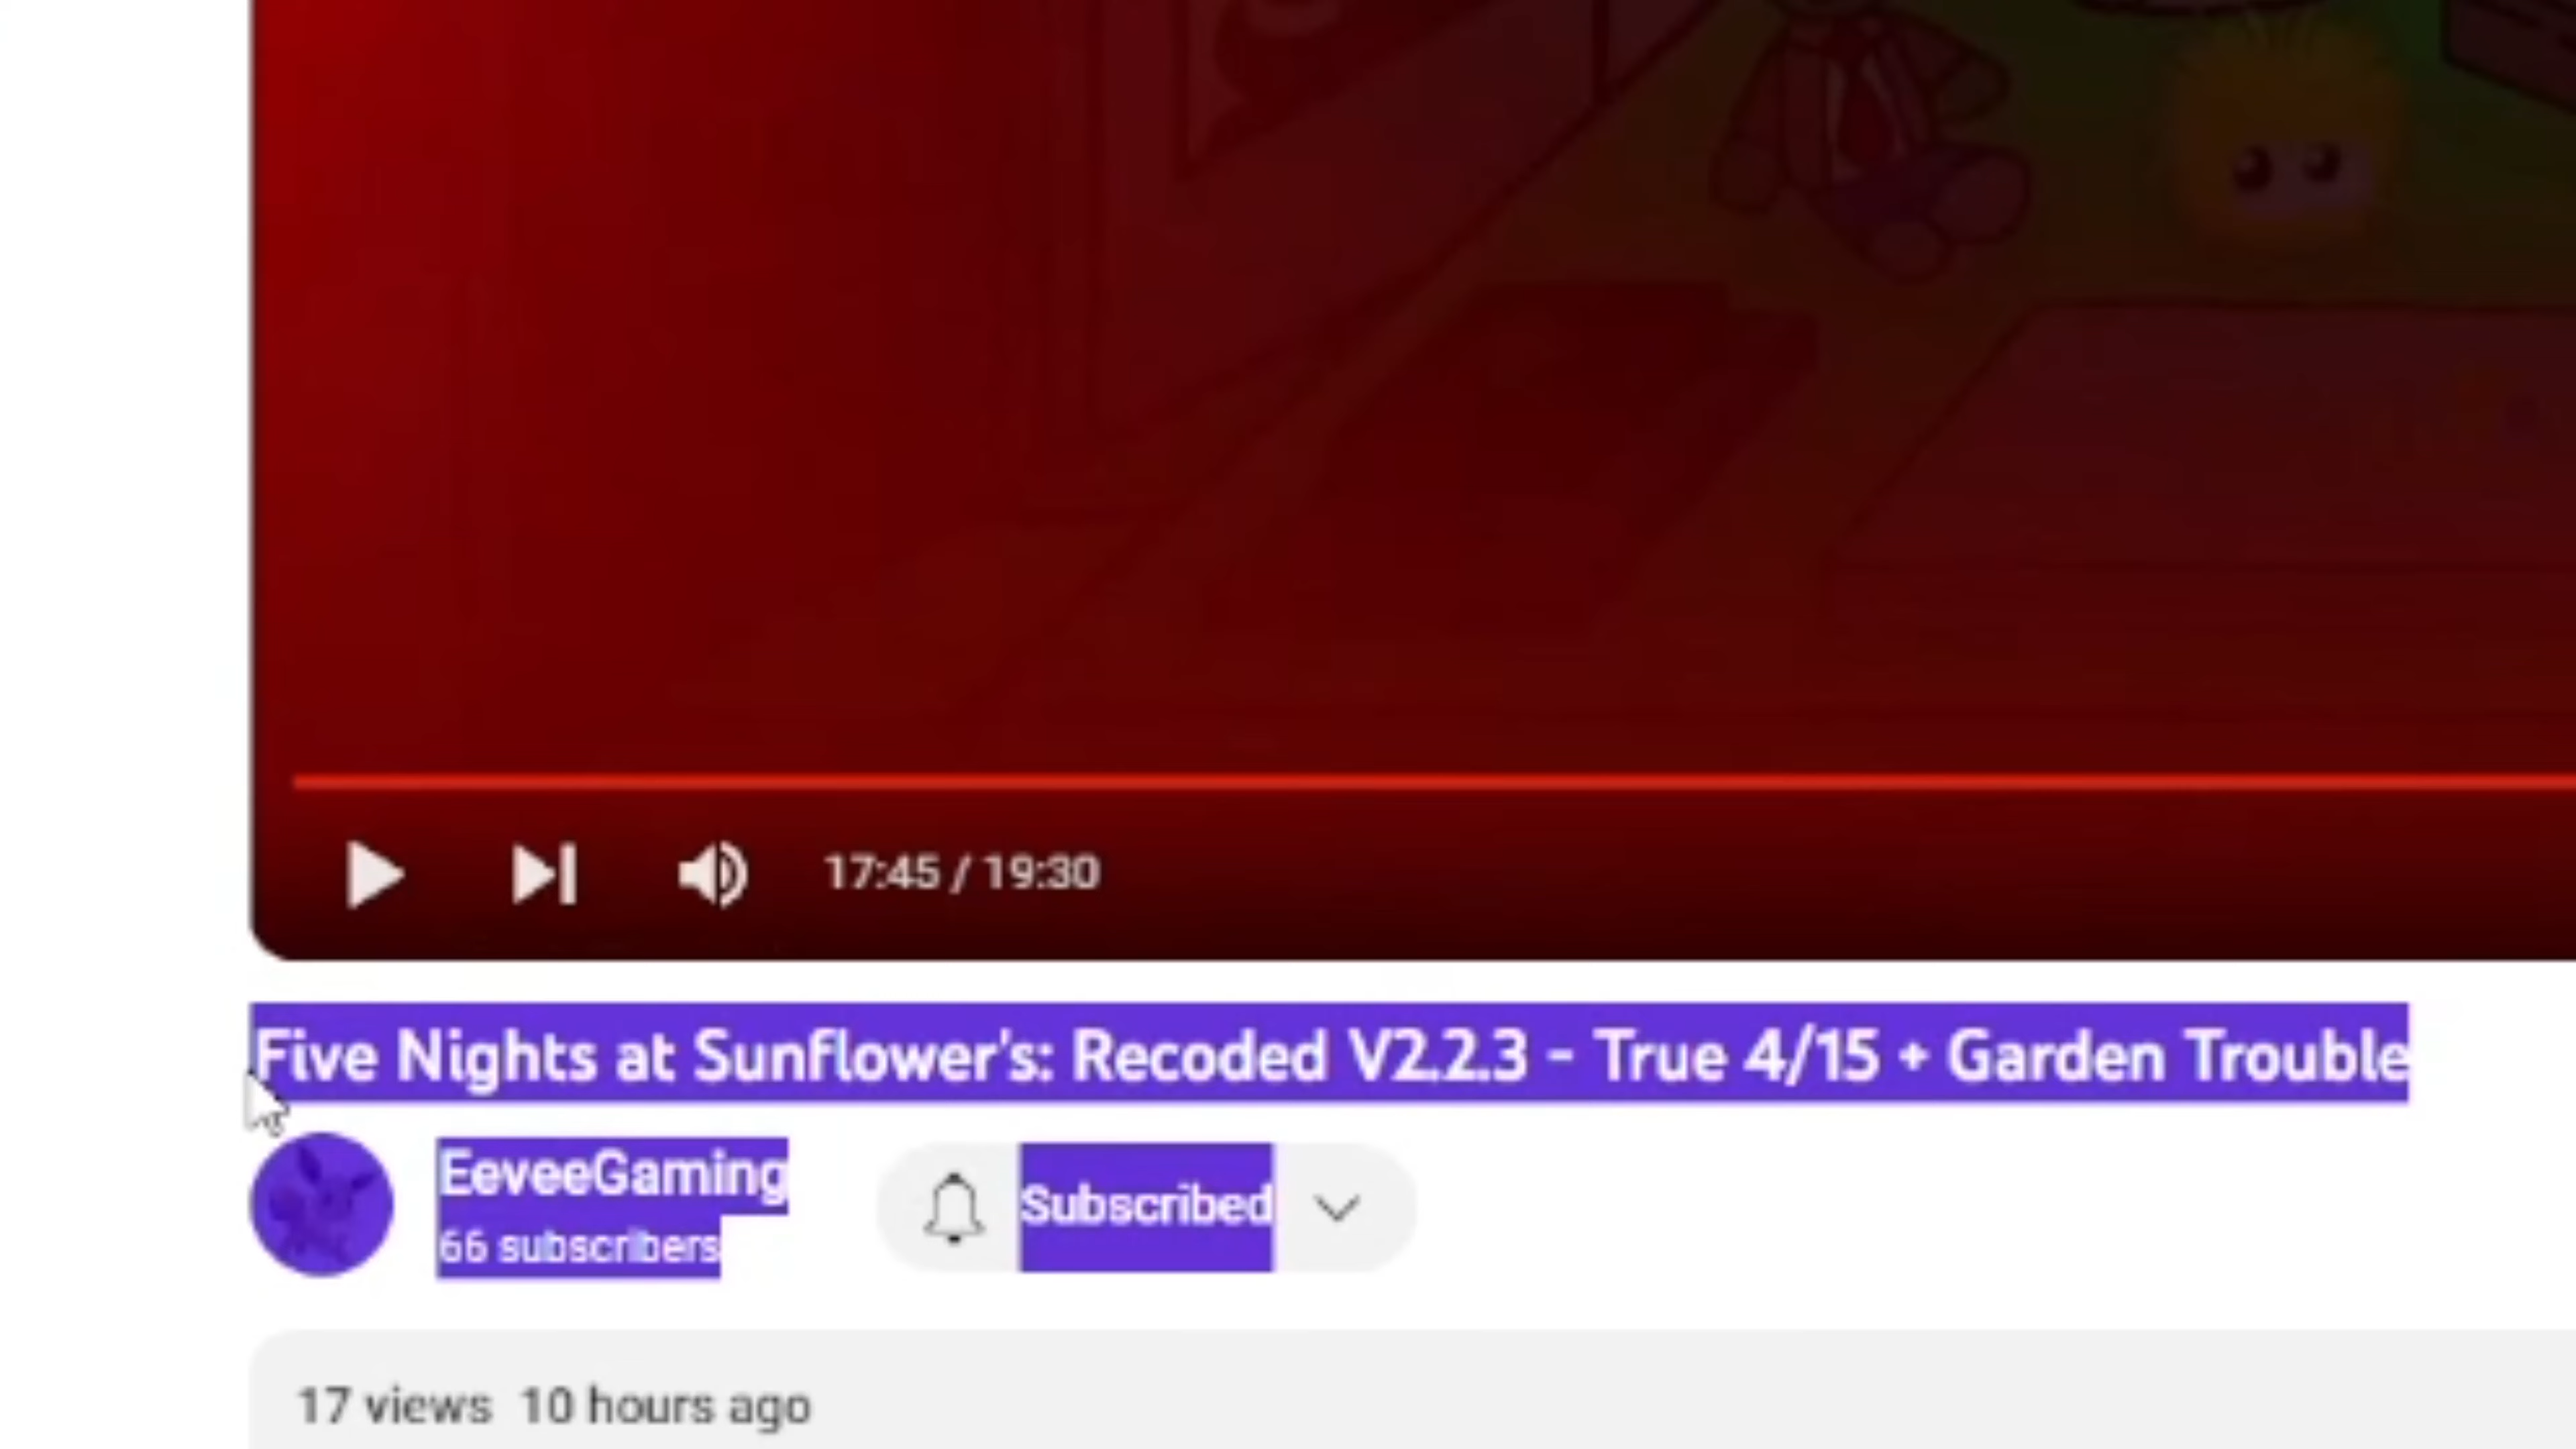 17:45 / 19:30
Five Nights at Sunflower's: Recoded V2.2.3 - True 4/15 + Garden Trouble
EeveeGaming
Subscribed
66 subscribers
17 views 10 hours ago